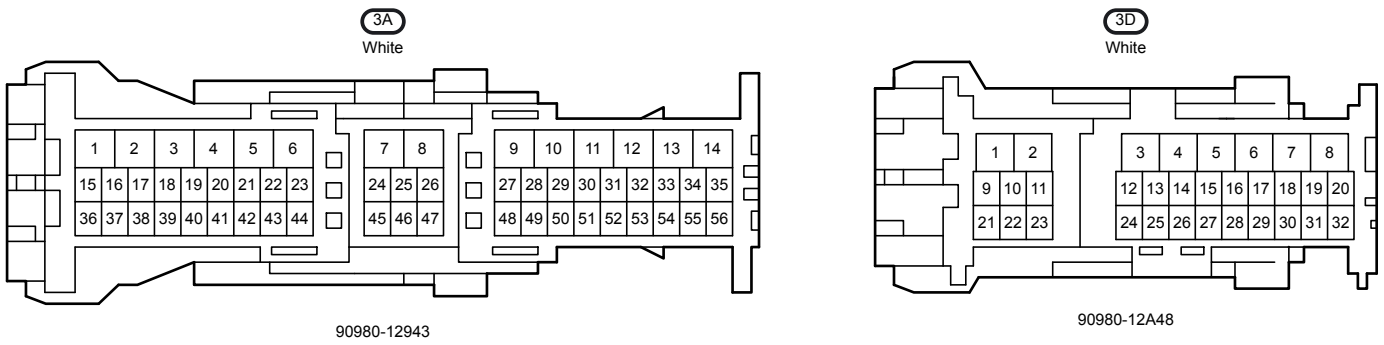 3A
White
1 2 3 4 5 6 7 8 9 10 11 12 13 14
15 16 17 18 19 20 21 22 23 24 25 26 27 28 29 30 31 32 33 34 35
36 37 38 39 40 41 42 43 44 45 46 47 48 49 50 51 52 53 54 55 56
90980-12943
3D
White
1 2 3 4 5 6 7 8
9 10 11 12 13 14 15 16 17 18 19 20
21 22 23 24 25 26 27 28 29 30 31 32
90980-12A48